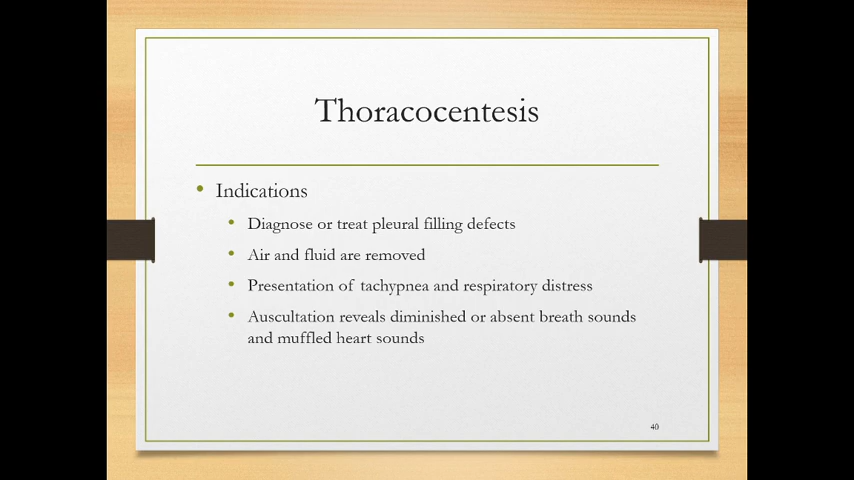 Thoracocentesis
• Indications
• Diagnose or treat pleural filling defects
• Air and fluid are removed
• Presentation of tachypnea and respiratory distress
• Auscultation reveals diminished or absent breath sounds
and muffled heart sounds
40